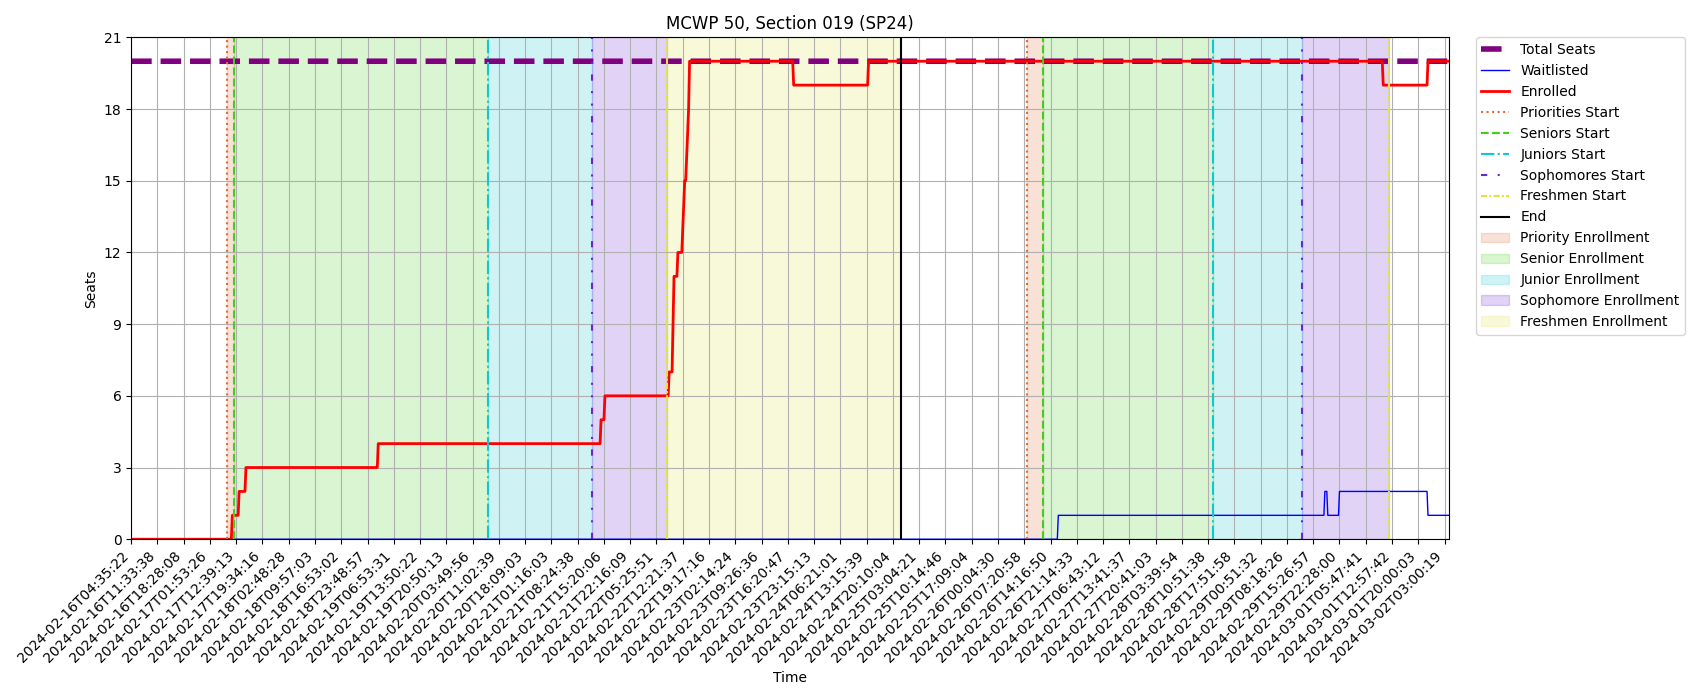 MCWP 50, Section 019 (SP24)
Seats
21
18
15
12
9
6
3
0
2024-02-16T04:35:22
2024-02-16T11:33:38
2024-02-16T18:28:08
2024-02-17T01:53:26
2024-02-17T12:39:13
2024-02-17T19:34:16
2024-02-18T02:48:28
2024-02-18T09:57:03
2024-02-18T16:53:02
2024-02-18T23:48:57
2024-02-19T06:53:31
2024-02-19T13:50:22
2024-02-19T20:50:13
2024-02-20T03:49:56
2024-02-20T11:02:39
2024-02-20T18:09:03
2024-02-21T01:16:03
2024-02-21T08:24:38
2024-02-21T15:20:06
2024-02-21T22:16:09
2024-02-22T05:25:51
2024-02-22T12:21:37
2024-02-22T19:17:16
2024-02-23T02:14:24
2024-02-23T09:26:36
2024-02-23T16:20:47
2024-02-23T23:15:13
2024-02-24T06:21:01
2024-02-24T13:15:39
2024-02-24T20:10:04
2024-02-25T03:04:21
2024-02-25T10:14:46
2024-02-25T17:09:04
2024-02-26T00:04:30
2024-02-26T07:20:58
2024-02-26T14:16:50
2024-02-26T21:14:33
2024-02-27T06:43:12
2024-02-27T13:41:37
2024-02-27T20:41:03
2024-02-28T03:39:54
2024-02-28T10:51:38
2024-02-28T17:51:58
2024-02-29T00:51:32
2024-02-29T08:18:26
2024-02-29T15:26:57
2024-02-29T22:28:00
2024-03-01T05:47:41
2024-03-01T12:57:42
2024-03-01T20:00:03
2024-03-02T03:00:19
Time
Total Seats
Waitlisted
Enrolled
Priorities Start
Seniors Start
Juniors Start
Sophomores Start
Freshmen Start
End
Priority Enrollment
Senior Enrollment
Junior Enrollment
Sophomore Enrollment
Freshmen Enrollment